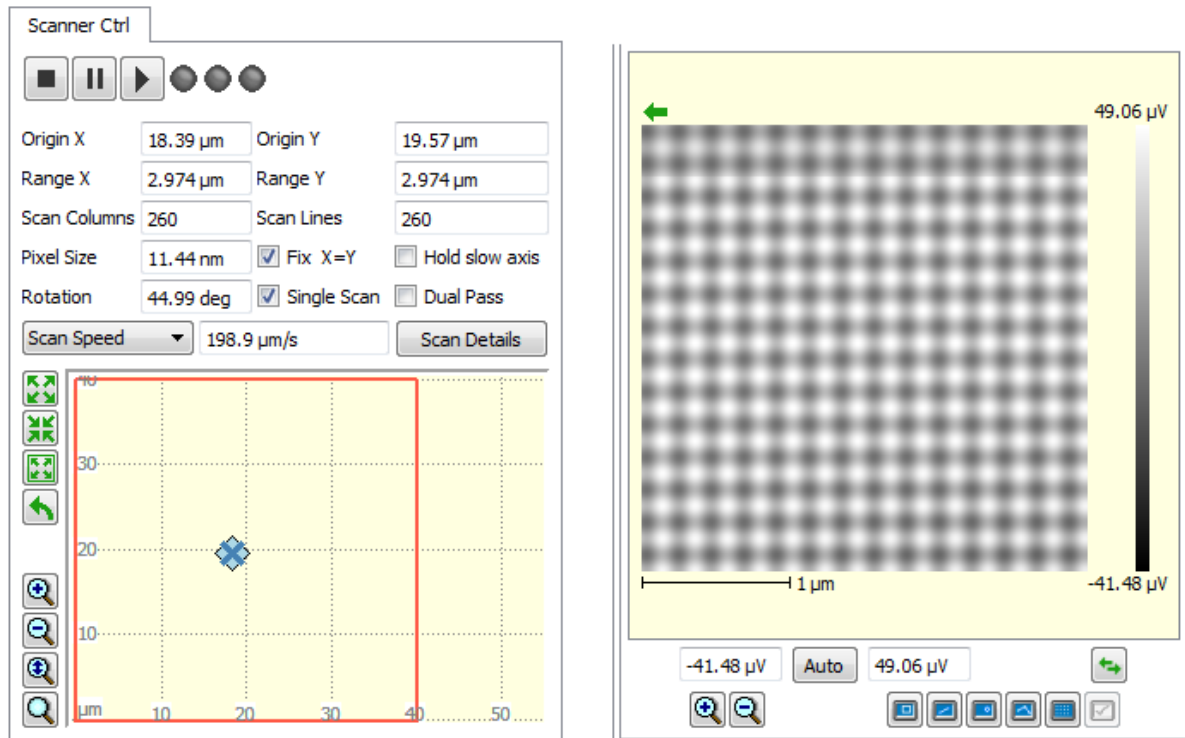 Scanner Ctrl
Origin X 18.39 µm Origin Y 19.57 µm
Range X 2.974 µm Range Y 2.974 µm
Scan Columns 260 Scan Lines 260
Pixel Size 11.44 nm Fix X=Y Hold slow axis
Rotation 44.99 deg Single Scan Dual Pass
Scan Speed 198.9 µm/s Scan Details
40
30
20
10
µm 10 20 30 40 50
49.06 µV
1 µm -41.48 µV
-41.48 µV Auto 49.06 µV